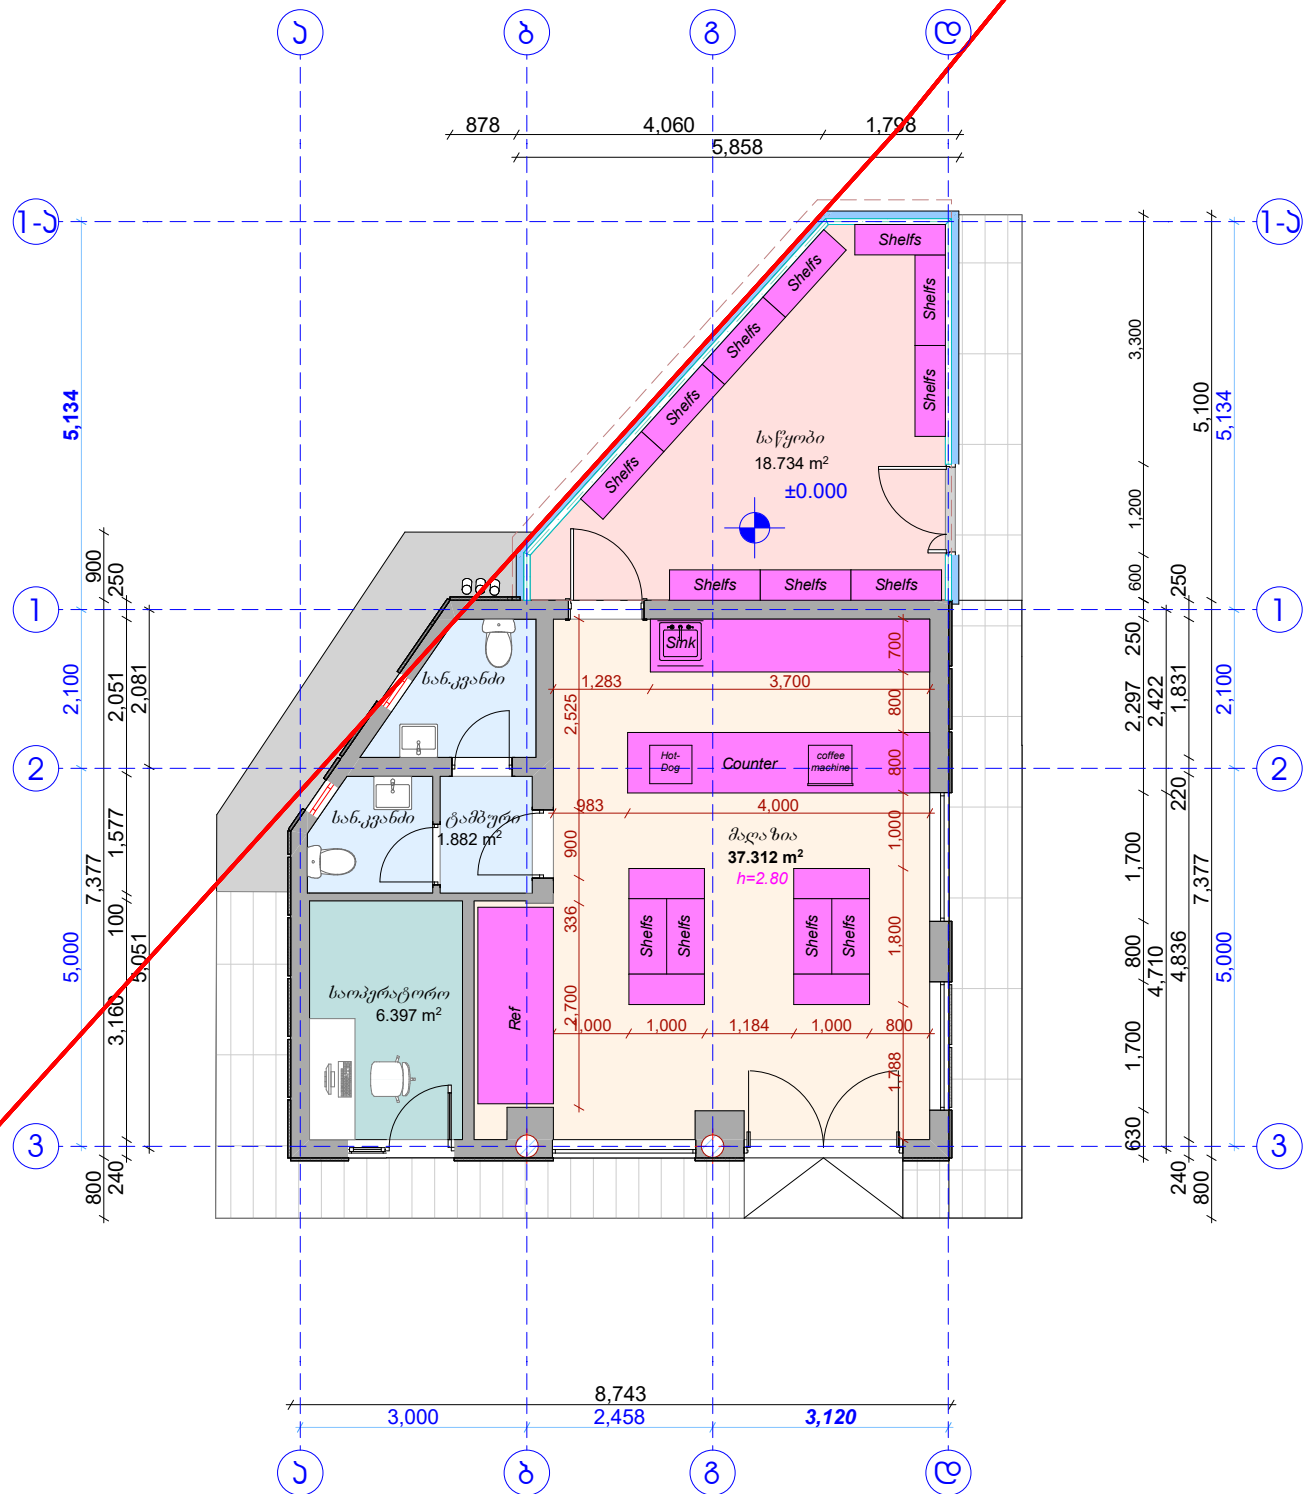 ა ბ გ დ
878 4,060 1,798
5,858
1-ა 1-ა
Shelfs
Shelfs
Shelfs
Shelfs
Shelfs
Shelfs
Shelfs
5,134
3,300
5,100
5,134
საწყობი
18.734 m²
±0.000
1,200
600
250
900
250
Shelfs Shelfs Shelfs
1 1
Sink
700
250
სან.კვანძი
1,283 3,700
2,525
800
2,100
2,051
2,081
2,297
2,422
1,831
2,100
2 2
Hot-
Dog
Counter
coffee
machine
800
220
სან.კვანძი
ტამბური
1.882 m²
983 4,000
მაღაზია
37.312 m²
h=2.80
900
1,000
1,577
7,377
1,700
7,377
100
336
Shelfs Shelfs
Shelfs Shelfs
1,800
800
4,710
4,836
5,000
5,051
5,000
საოპერატორო
6.397 m²
3,160
Ref
2,700
1,000 1,000 1,184 1,000 800
1,788
1,700
630
3 3
800
240
240
800
8,743
3,000 2,458 3,120
ა ბ გ დ